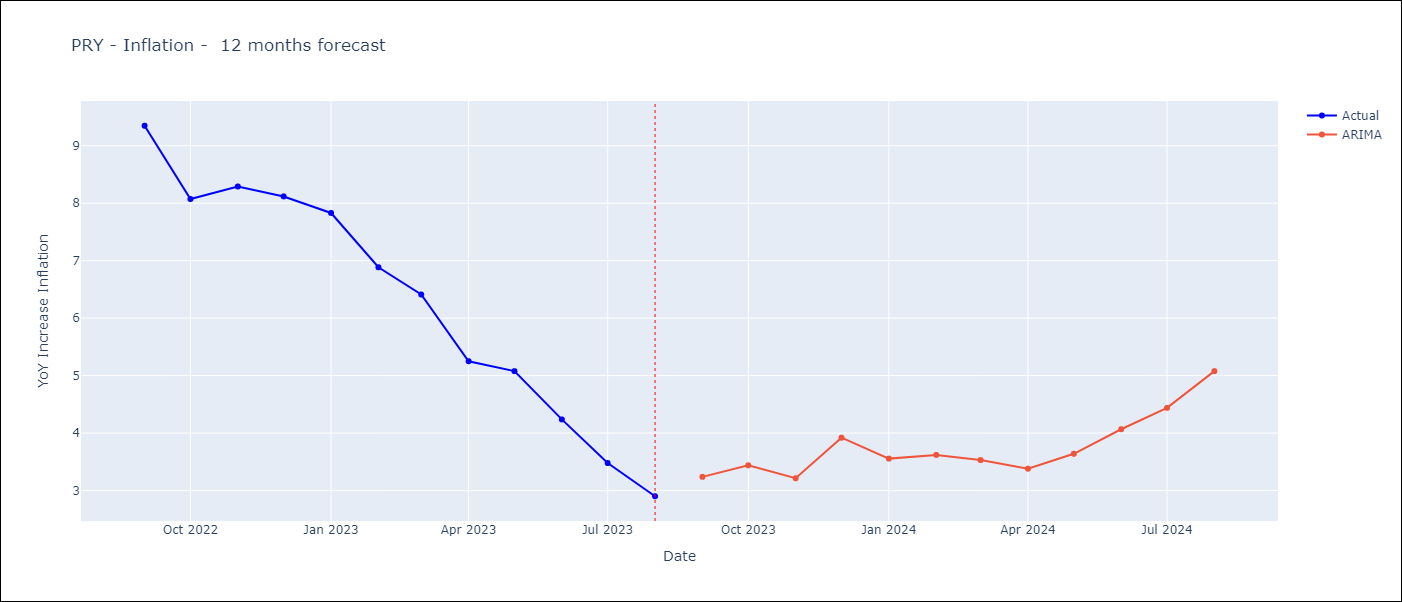 PRY - Inflation -  12 months forecast
Actual
ARIMA
YoY Increase Inflation
9
8
7
6
5
4
3
Oct 2022 Jan 2023 Apr 2023 Jul 2023 Oct 2023 Jan 2024 Apr 2024 Jul 2024
Date